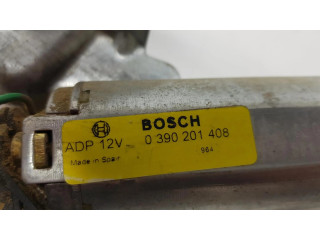 BOSCH
ADP 12V 0 390 201 408
Made in Spain 964